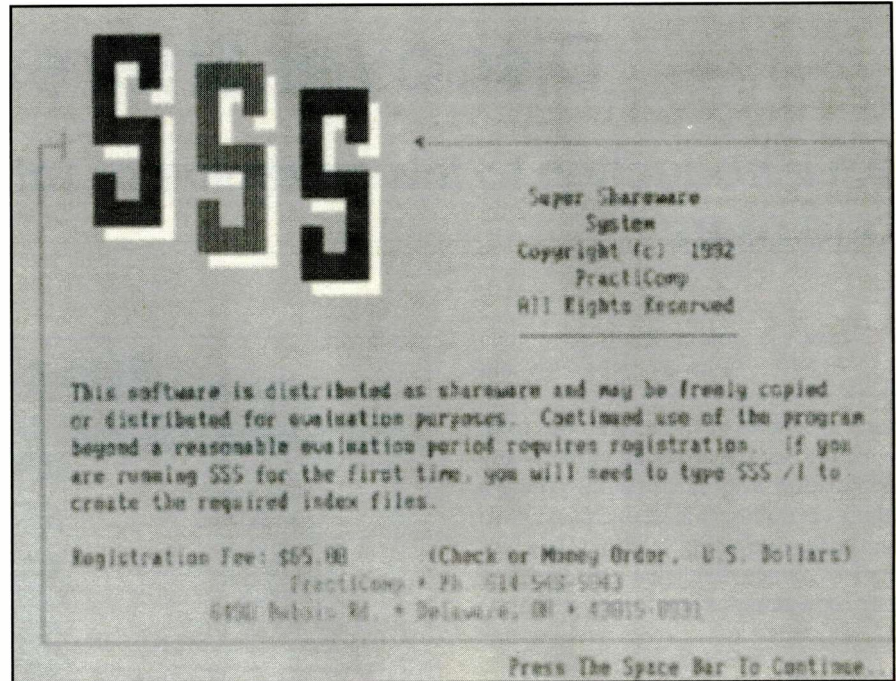 SSS
Super Shareware
System
Copyright (c) 1992
PractiComp
All Rights Reserved
This software is distributed as shareware and may be freely copied
or distributed for evaluation purposes. Continued use of the program
beyond a reasonable evaluation period requires registration. If you
are running SSS for the first time, you will need to type SSS /I to
create the required index files.
Registration Fee: $65.00 (Check or Money Order, U.S. Dollars)
PractiComp * Ph.
Rd. * Delaware, OH *
Press The Space Bar To Continue..